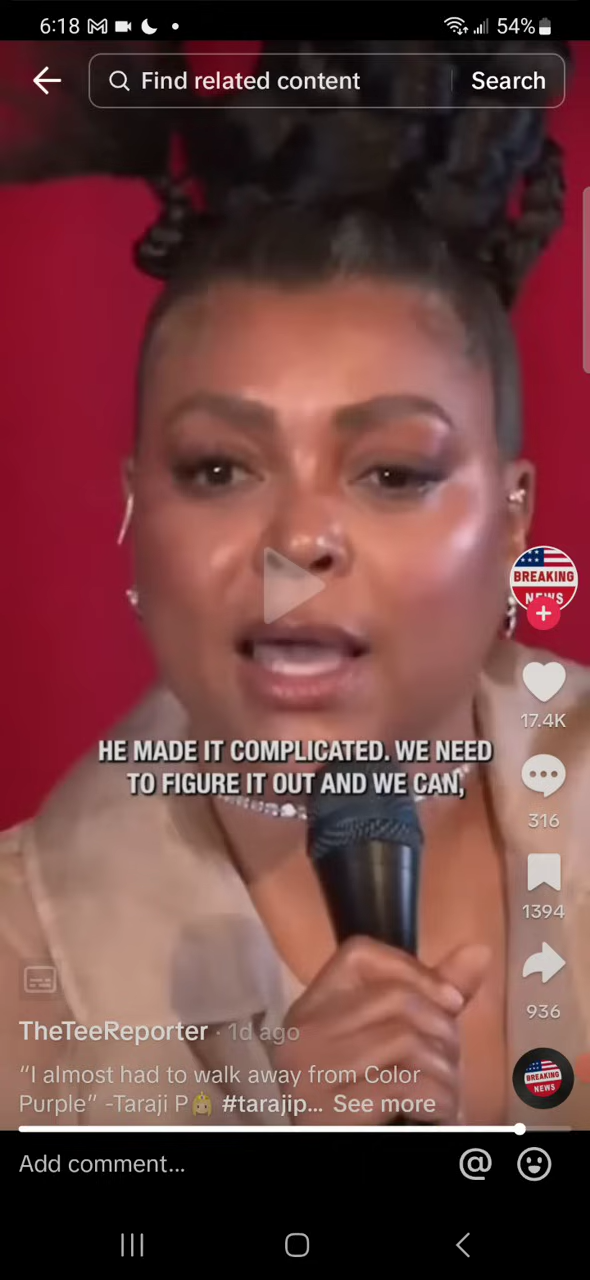 6:18 54%
Find related content Search
BREAKING
NEWS
17.4K
HE MADE IT COMPLICATED. WE NEED
TO FIGURE IT OUT AND WE CAN,
316
1394
936
TheTeeReporter · 1d ago
“I almost had to walk away from Color
Purple” -Taraji P👸 #tarajip... See more
BREAKING
NEWS
Add comment...